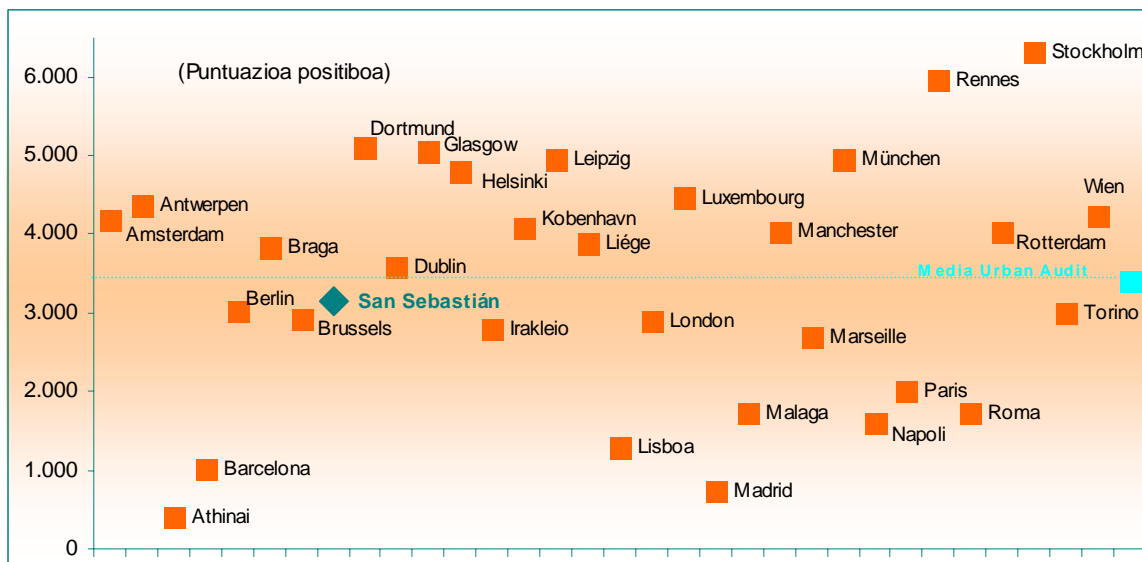 (Puntuazioa positiboa)
6.000
5.000
4.000
3.000
2.000
1.000
0
Stockholm
Rennes
Dortmund
Glasgow
Helsinki
Leipzig
München
Luxembourg
Wien
Antwerpen
Amsterdam
Braga
Kobenhavn
Liége
Manchester
Rotterdam
Dublin
Media Urban Audit
Berlin
San Sebastián
Brussels
Irakleio
London
Marseille
Torino
Paris
Malaga
Napoli
Roma
Lisboa
Barcelona
Madrid
Athinai